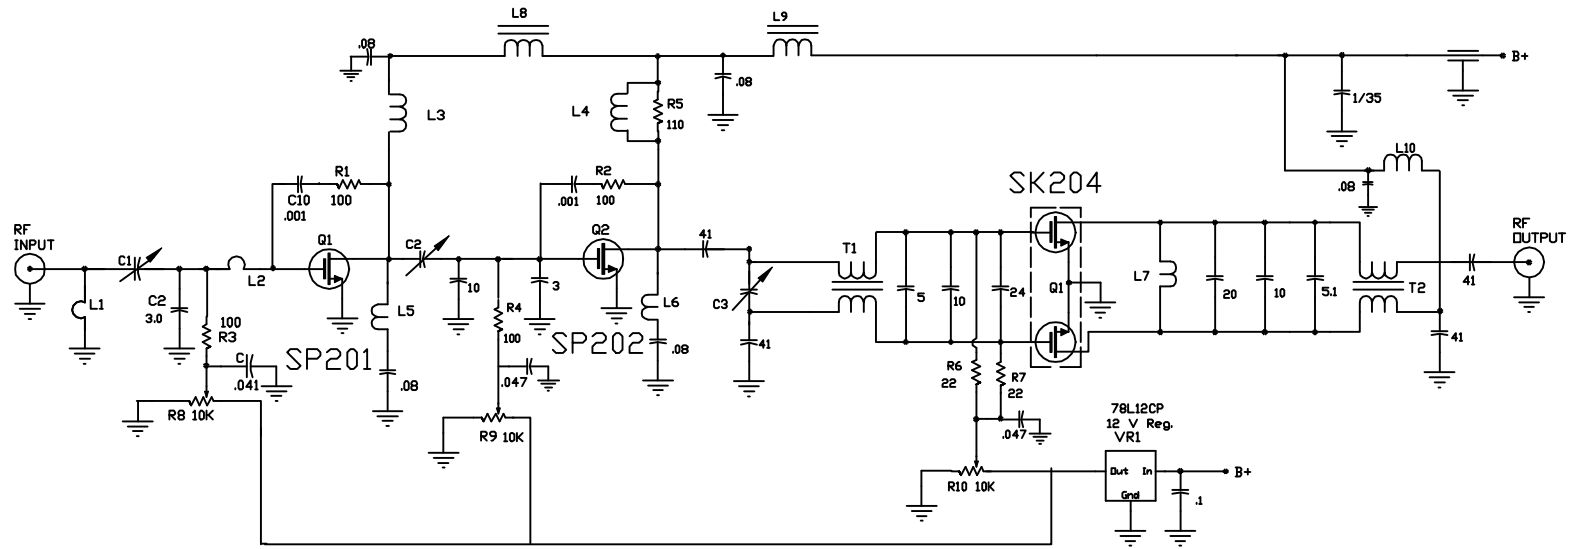 L8
L9
.08
B+
L3
L4
R5
110
.08
1/35
L10
R1
C10
100
.001
R2
.001
100
SK204
.08
RF
INPUT
C1
L2
Q1
C2
Q2
41
T1
RF
OUTPUT
L1
C2
3.0
10
3
L5
L6
C3
5
10
24
Q1
L7
20
10
5.1
T2
41
100
R3
R4
100
SP201
SP202
.08
41
41
C
.041
.08
.047
R6
22
R7
22
R8 10K
R9 10K
.047
78L12CP
12 V Reg.
VR1
R10 10K
Out In
Gnd
B+
.1